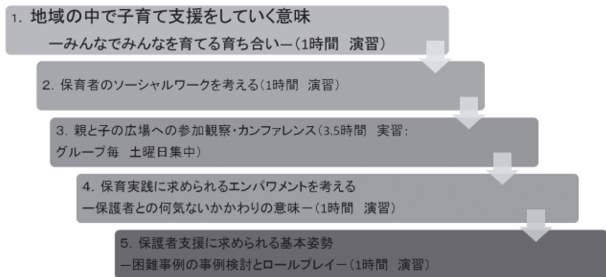 1. 地域の中で子育て支援をしていく意味
―みんなでみんなを育てる育ち合い―(1時間 演習)
2. 保育者のソーシャルワークを考える(1時間 演習)
3. 親と子の広場への参加観察・カンファレンス(3.5時間 実習:
グループ毎 土曜日集中)
4. 保育実践に求められるエンパワメントを考える
―保護者との何気ないかかわりの意味―(1時間 演習)
5. 保護者支援に求められる基本姿勢
―困難事例の事例検討とロールプレイ―(1時間 演習)